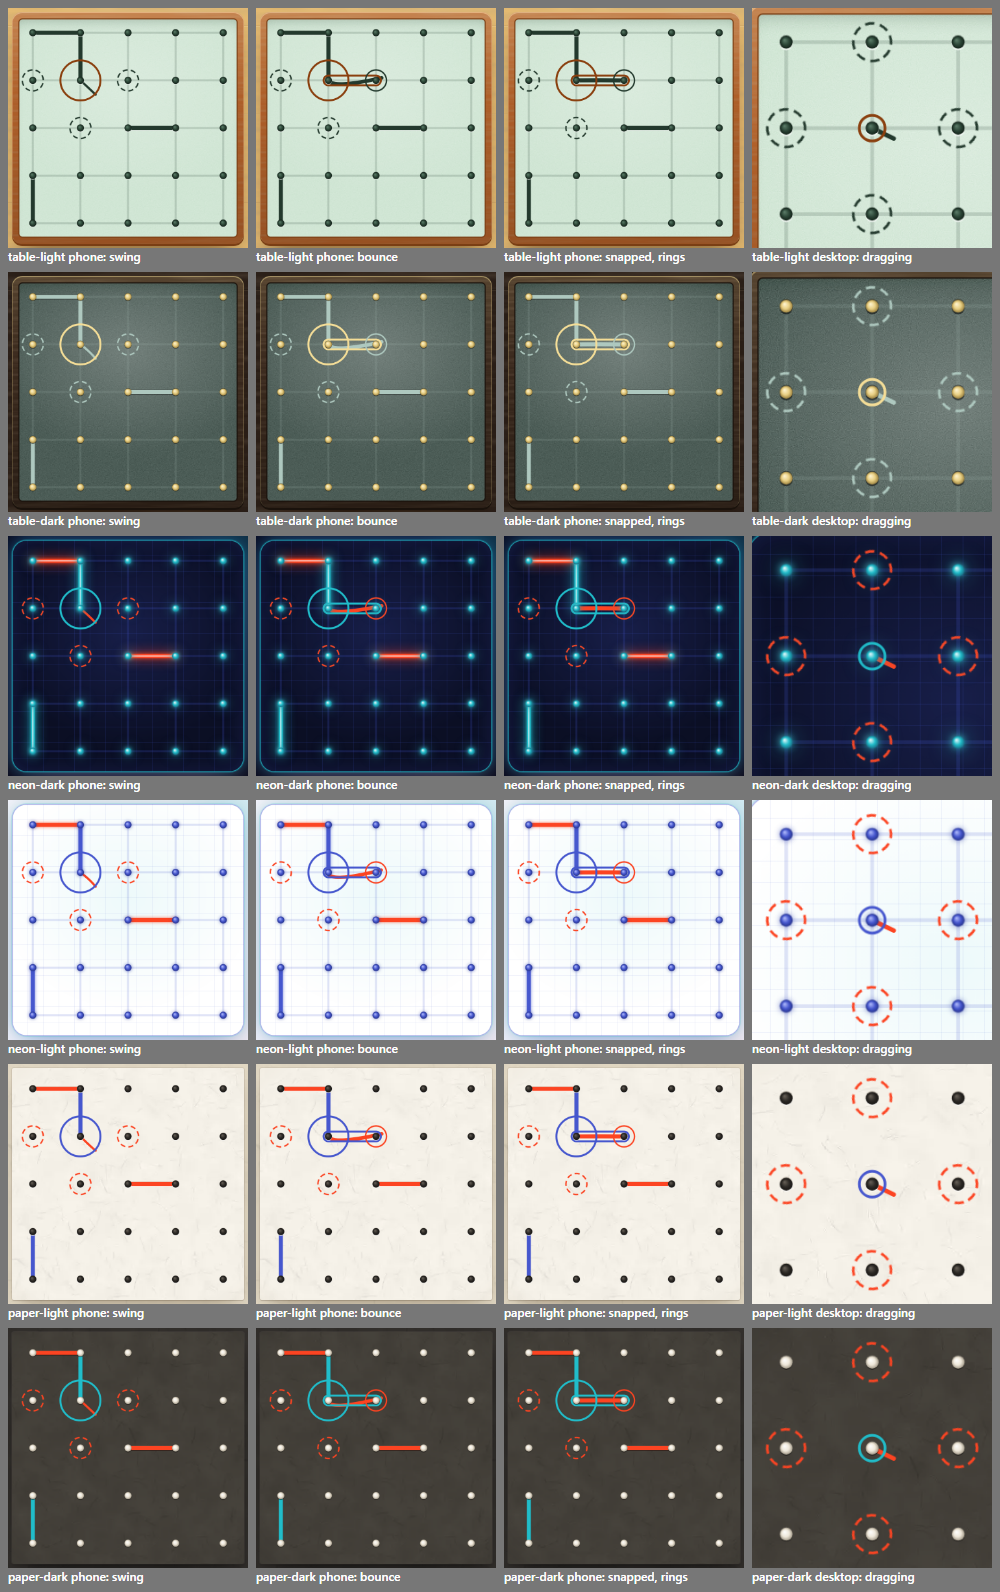 table-light phone: swing
table-light phone: bounce
table-light phone: snapped, rings
table-light desktop: dragging
table-dark phone: swing
table-dark phone: bounce
table-dark phone: snapped, rings
table-dark desktop: dragging
neon-dark phone: swing
neon-dark phone: bounce
neon-dark phone: snapped, rings
neon-dark desktop: dragging
neon-light phone: swing
neon-light phone: bounce
neon-light phone: snapped, rings
neon-light desktop: dragging
paper-light phone: swing
paper-light phone: bounce
paper-light phone: snapped, rings
paper-light desktop: dragging
paper-dark phone: swing
paper-dark phone: bounce
paper-dark phone: snapped, rings
paper-dark desktop: dragging